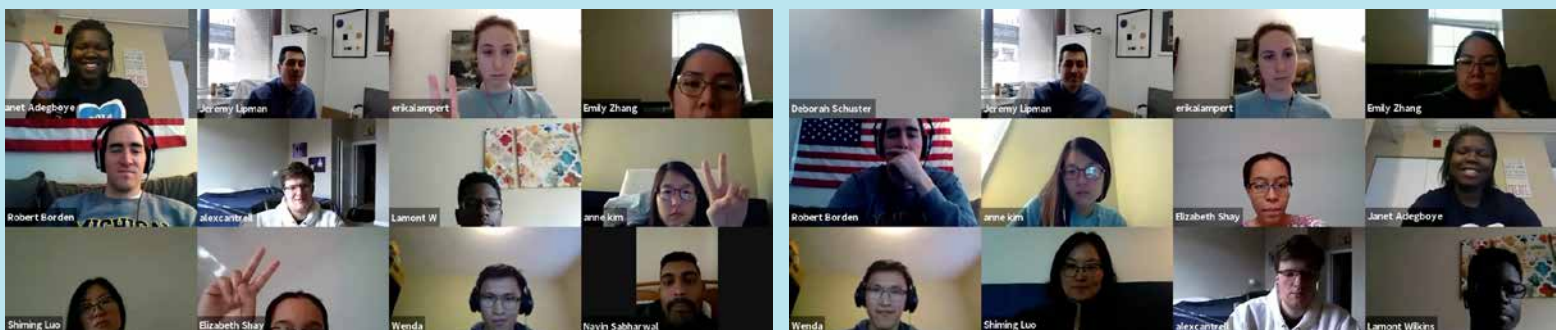 anet Adegboye
Jeremy Lipman
erikalampert
Emily Zhang
Robert Borden
alexcantrell
Lamont W
anne kim
Shiming Luo
Elizabeth Shay
Wenda
Navin Sabharwal
Deborah Schuster
Jeremy Lipman
erikalampert
Emily Zhang
Robert Borden
anne kim
Elizabeth Shay
Janet Adegboye
Wenda
Shiming Luo
alexcantrell
Lamont Wilkins